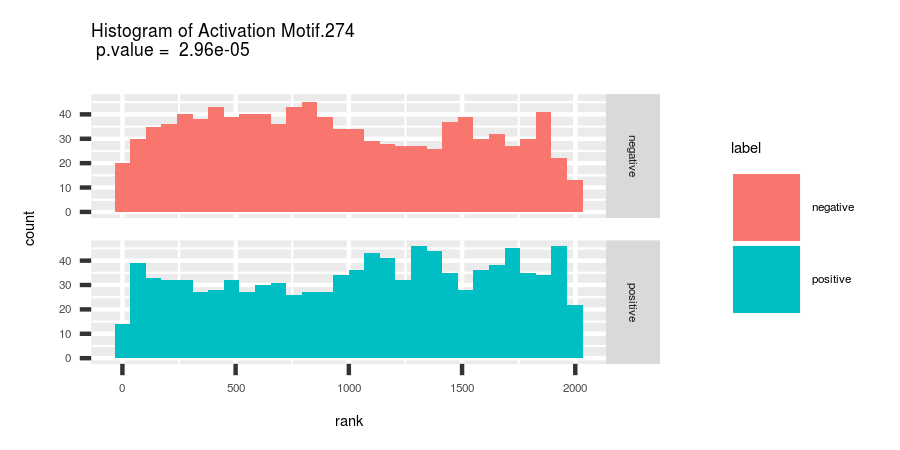 Histogram of Activation Motif.274
p.value =  2.96e-05
count
40
30
20
10
0
negative
40
30
20
10
0
positive
0
500
1000
1500
2000
rank
label
negative
positive